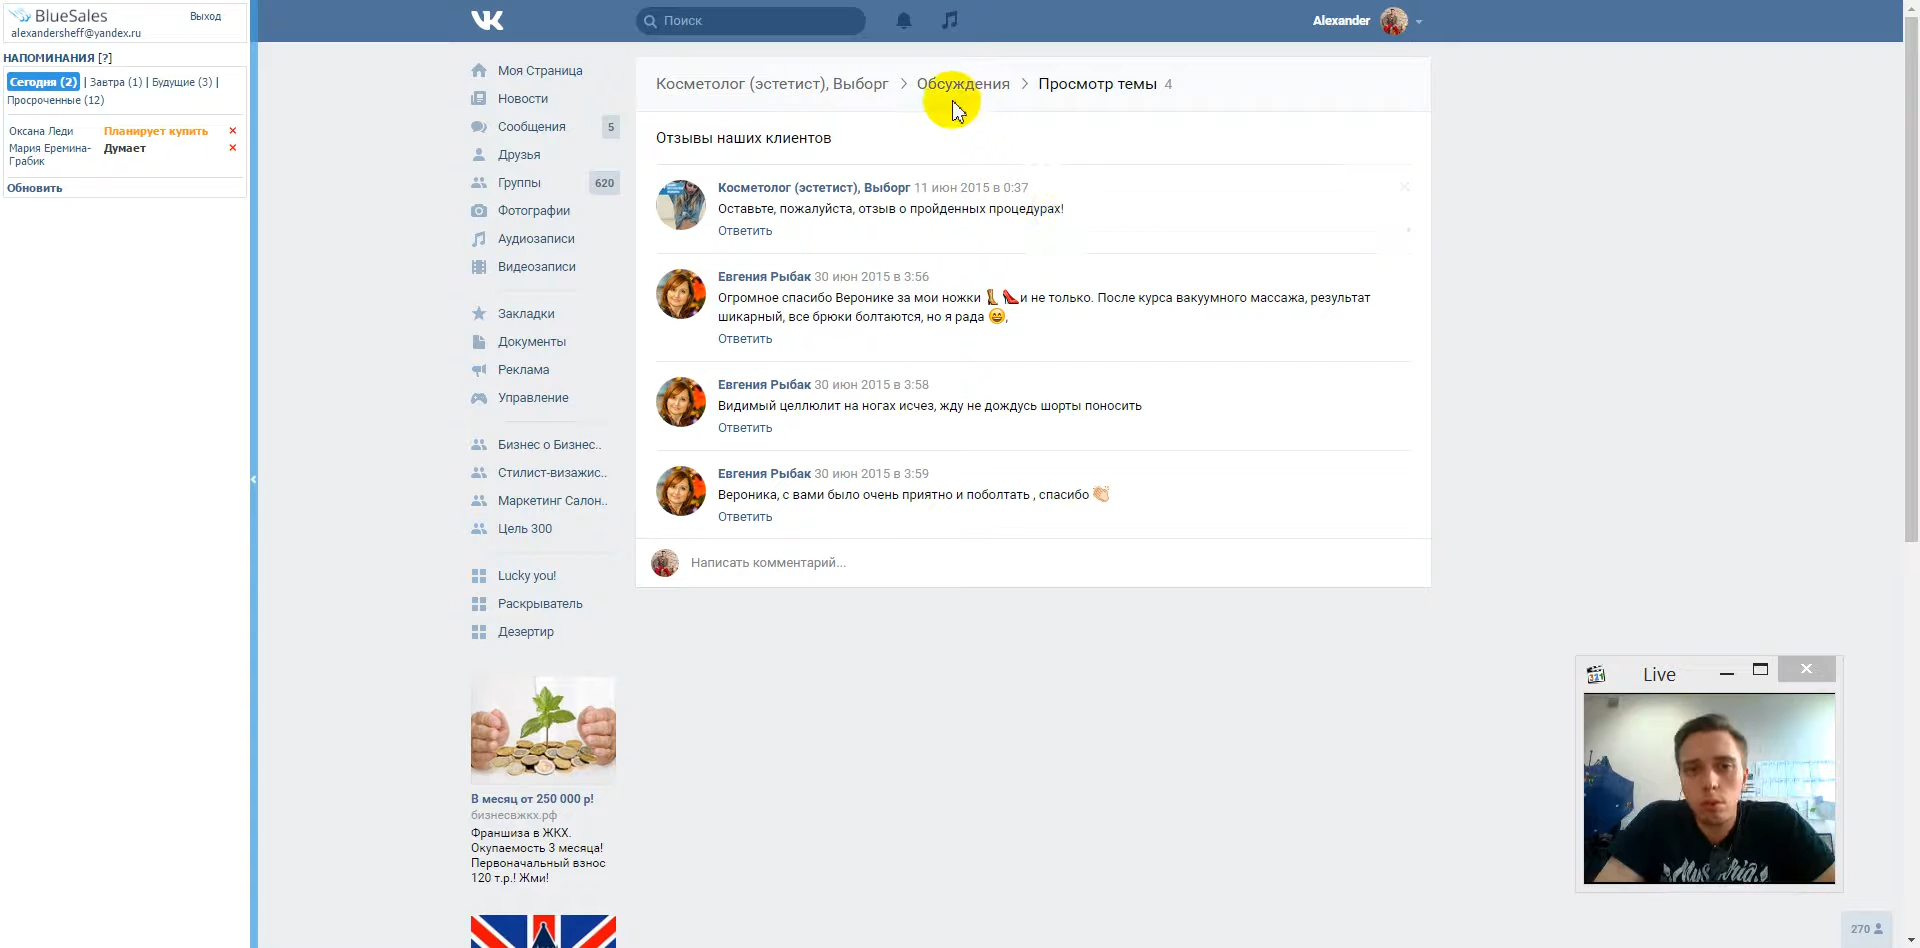 BlueSales
Выход
alexandersheff@yandex.ru
НАПОМИНАНИЯ [?]
Сегодня (2) | Завтра (1) | Будущие (3) |
Просроченные (12)
Оксана Леди Планирует купить
Мария Еремина-Грабик Думает
Обновить
Поиск
Alexander
Моя Страница
Новости
Сообщения 5
Друзья
Группы 620
Фотографии
Аудиозаписи
Видеозаписи
Закладки
Документы
Реклама
Управление
Бизнес о Бизнес..
Стилист-визажис..
Маркетинг Салон..
Цель 300
Lucky you!
Раскрыватель
Дезертир
В месяц от 250 000 р!
бизнесвжкх.рф
Франшиза в ЖКХ.
Окупаемость 3 месяца!
Первоначальный взнос
120 т.р.! Жми!
Косметолог (эстетист), Выборг > Обсуждения > Просмотр темы 4
Отзывы наших клиентов
Косметолог (эстетист), Выборг 11 июн 2015 в 0:37
Оставьте, пожалуйста, отзыв о пройденных процедурах!
Ответить
Евгения Рыбак 30 июн 2015 в 3:56
Огромное спасибо Веронике за мои ножки 👢👠и не только. После курса вакуумного массажа, результат
шикарный, все брюки болтаются, но я рада 😄,
Ответить
Евгения Рыбак 30 июн 2015 в 3:58
Видимый целлюлит на ногах исчез, жду не дождусь шорты поносить
Ответить
Евгения Рыбак 30 июн 2015 в 3:59
Вероника, с вами было очень приятно и поболтать , спасибо 👏
Ответить
Написать комментарий...
Live
270